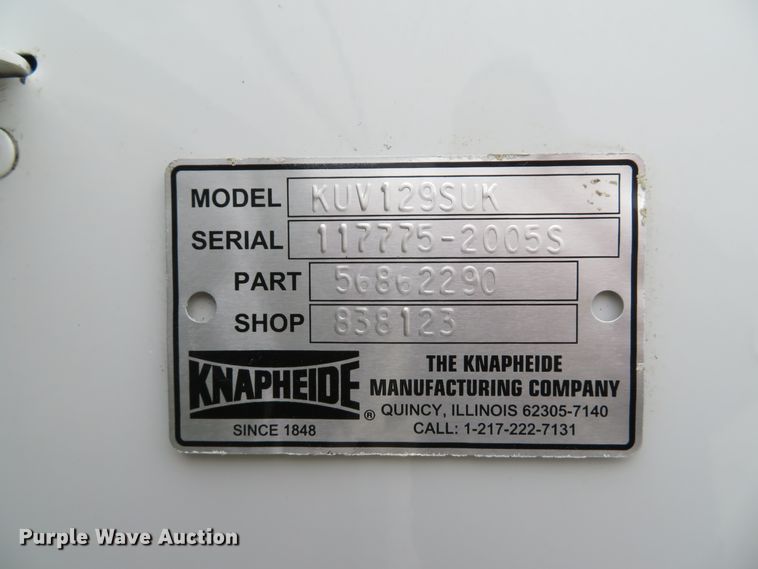 MODEL KUV129SUK
SERIAL 117775-2005S
PART 56862290
SHOP 838123
KNAPHEIDE ®
SINCE 1848
THE KNAPHEIDE
MANUFACTURING COMPANY
QUINCY, ILLINOIS 62305-7140
CALL: 1-217-222-7131
Purple Wave Auction